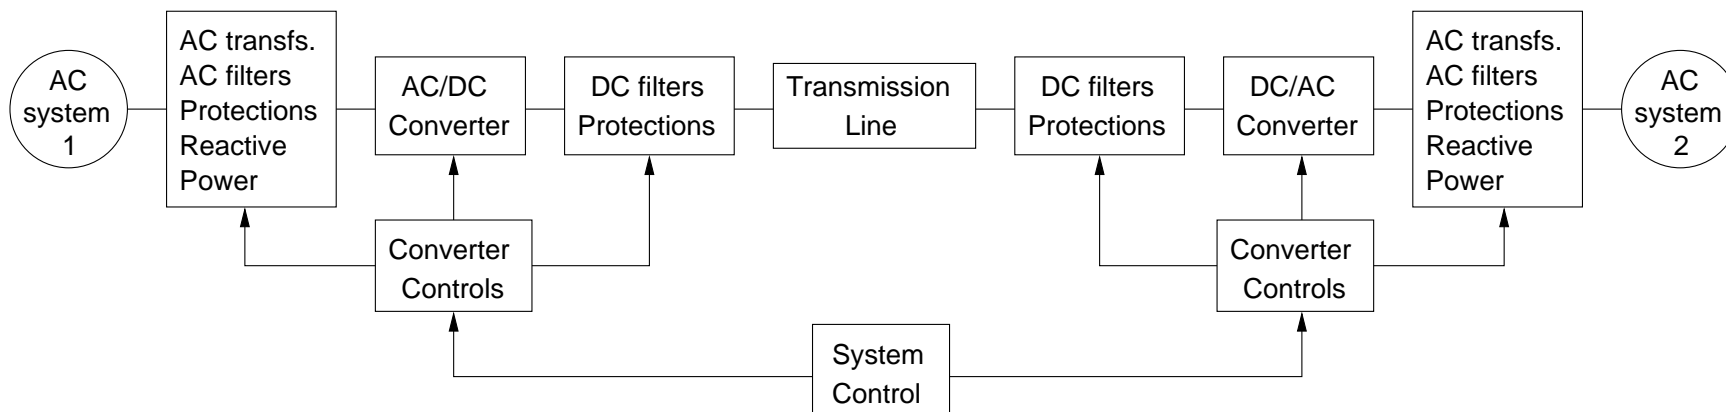 AC
system
1
AC transfs.
AC filters
Protections
Reactive
Power
AC/DC
Converter
DC filters
Protections
Transmission
Line
DC filters
Protections
DC/AC
Converter
AC transfs.
AC filters
Protections
Reactive
Power
AC
system
2
Converter
Controls
Converter
Controls
System
Control